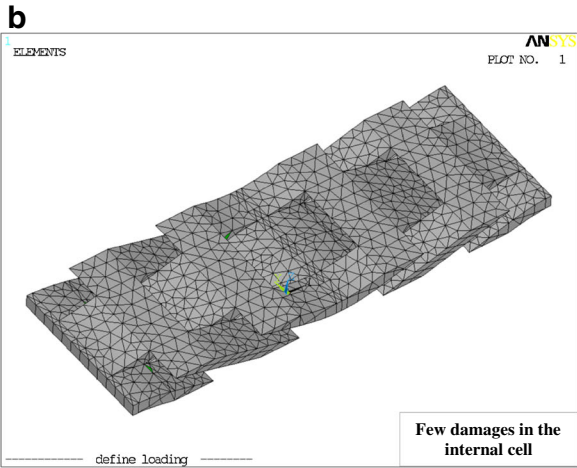 b
1
ELEMENTS
ANSYS
PLOT NO. 1
Few damages in the
internal cell
------------ define loading --------